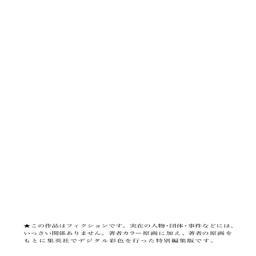 ★この作品はフィクションです。実在の人物・団体・事件などには、
いっさい関係ありません。著者カラー原画に加え、著者の原画を
もとに集英社でデジタル彩色を行った特別編集版です。